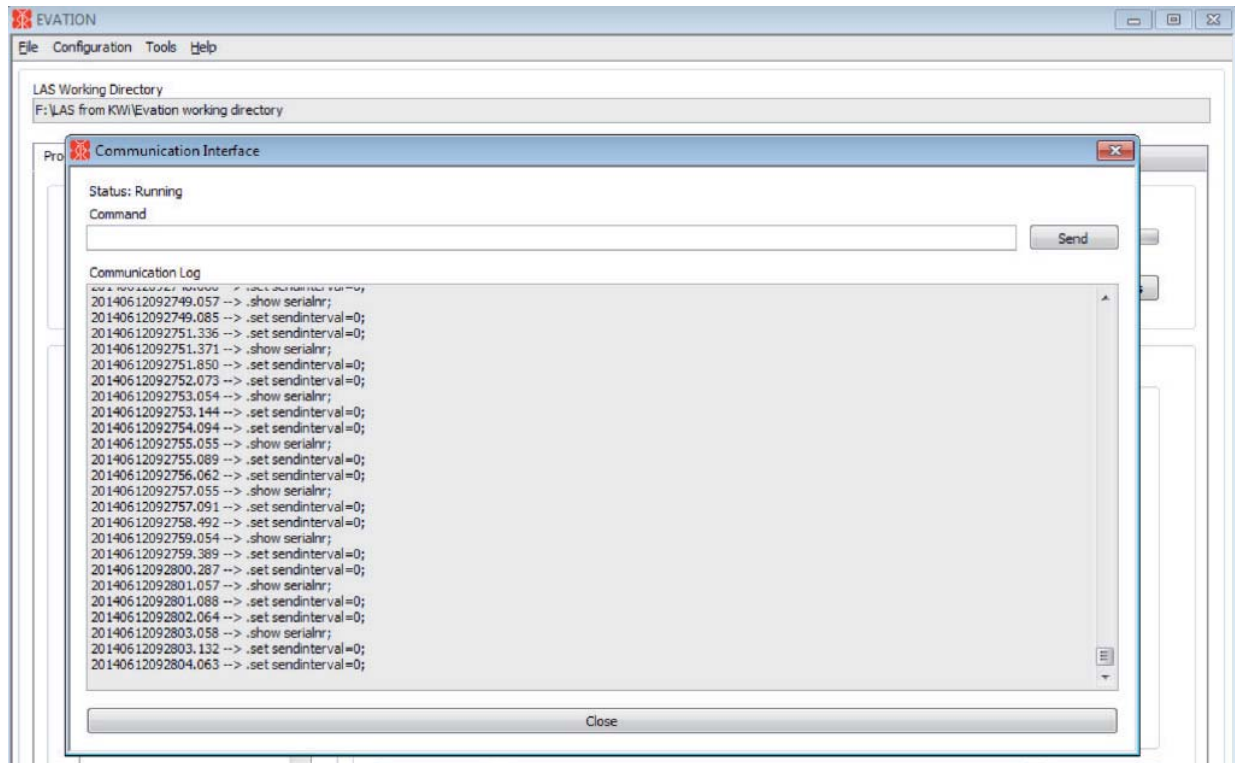 EVATION
File Configuration Tools Help
LAS Working Directory
F:\LAS from KWi\Evation working directory
Pro
Communication Interface
Status: Running
Command
Send
Communication Log
20140612092749.057 --> .show serialnr;
20140612092749.085 --> .set sendinterval=0;
20140612092751.336 --> .set sendinterval=0;
20140612092751.371 --> .show serialnr;
20140612092751.850 --> .set sendinterval=0;
20140612092752.073 --> .set sendinterval=0;
20140612092753.054 --> .show serialnr;
20140612092753.144 --> .set sendinterval=0;
20140612092754.094 --> .set sendinterval=0;
20140612092755.055 --> .show serialnr;
20140612092755.089 --> .set sendinterval=0;
20140612092756.062 --> .set sendinterval=0;
20140612092757.055 --> .show serialnr;
20140612092757.091 --> .set sendinterval=0;
20140612092758.492 --> .set sendinterval=0;
20140612092759.054 --> .show serialnr;
20140612092759.389 --> .set sendinterval=0;
20140612092800.287 --> .set sendinterval=0;
20140612092801.057 --> .show serialnr;
20140612092801.088 --> .set sendinterval=0;
20140612092802.064 --> .set sendinterval=0;
20140612092803.058 --> .show serialnr;
20140612092803.132 --> .set sendinterval=0;
20140612092804.063 --> .set sendinterval=0;
Close